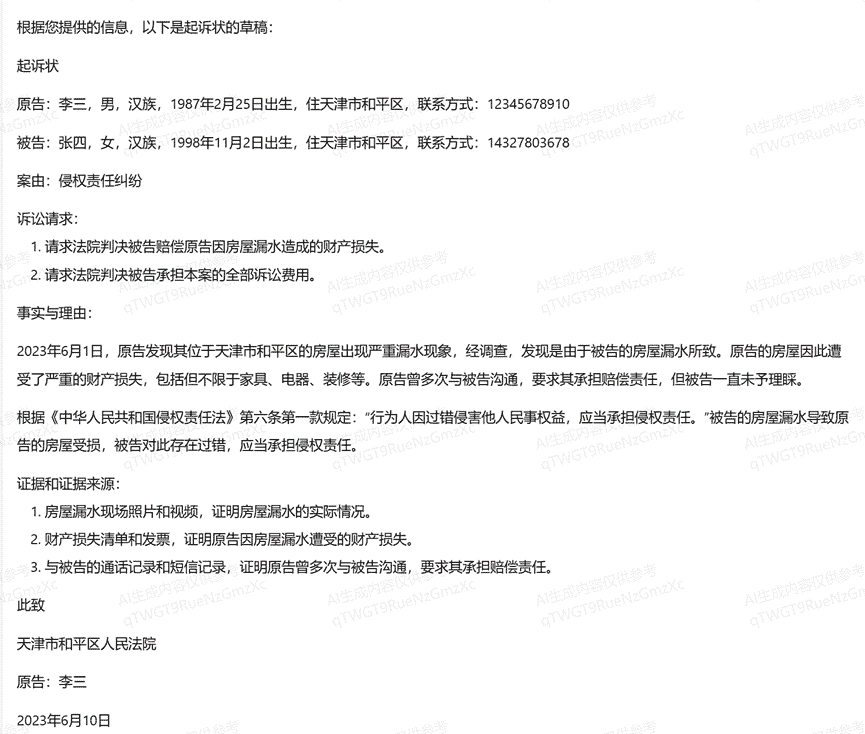 根据您提供的信息，以下是起诉状的草稿：
起诉状
原告：李三，男，汉族，1987年2月25日出生，住天津市和平区，联系方式：12345678910
被告：张四，女，汉族，1998年11月2日出生，住天津市和平区，联系方式：14327803678
案由：侵权责任纠纷
诉讼请求：
1. 请求法院判决被告赔偿原告因房屋漏水造成的财产损失。
2. 请求法院判决被告承担本案的全部诉讼费用。
事实与理由：
2023年6月1日，原告发现其位于天津市和平区的房屋出现严重漏水现象，经调查，发现是由于被告的房屋漏水所致。原告的房屋因此遭
受了严重的财产损失，包括但不限于家具、电器、装修等。原告曾多次与被告沟通，要求其承担赔偿责任，但被告一直未予理睬。
根据《中华人民共和国侵权责任法》第六条第一款规定：“行为人因过错侵害他人民事权益，应当承担侵权责任。”被告的房屋漏水导致原
告的房屋受损，被告对此存在过错，应当承担侵权责任。
证据和证据来源：
1. 房屋漏水现场照片和视频，证明房屋漏水的实际情况。
2. 财产损失清单和发票，证明原告因房屋漏水遭受的财产损失。
3. 与被告的通话记录和短信记录，证明原告曾多次与被告沟通，要求其承担赔偿责任。
此致
天津市和平区人民法院
原告：李三
2023年6月10日
AI生成内容仅供参考
qTWGT9RueNzGmzXc